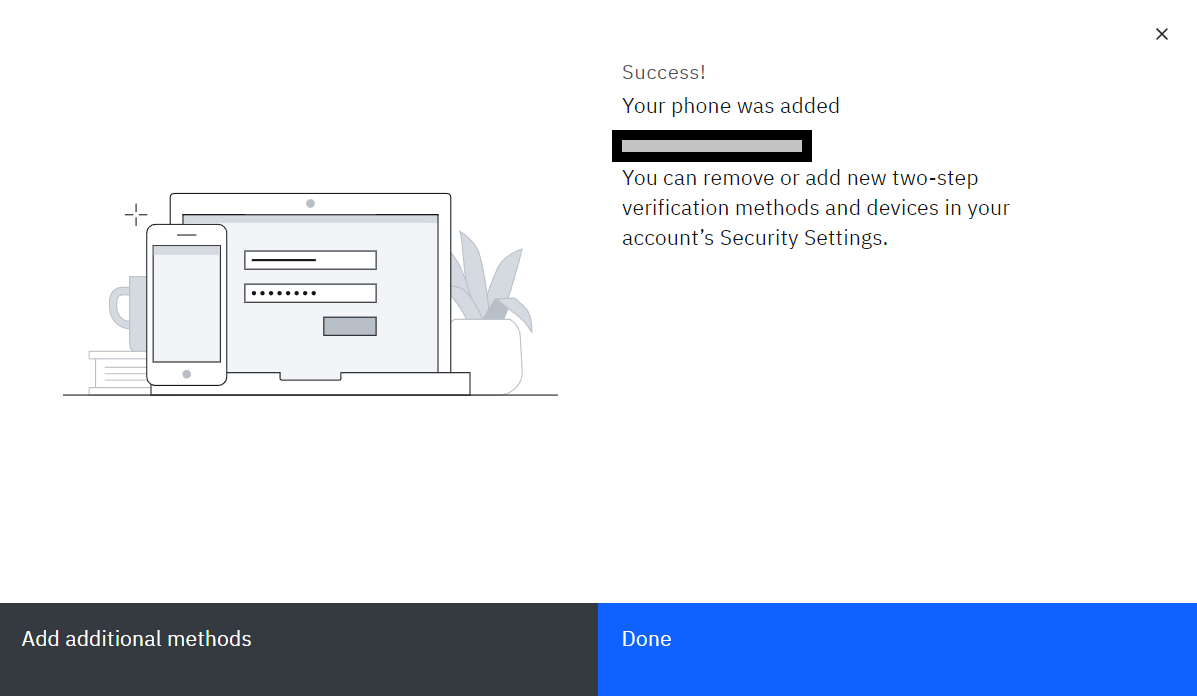 Success!
Your phone was added
You can remove or add new two-step
verification methods and devices in your
account’s Security Settings.
Add additional methods
Done